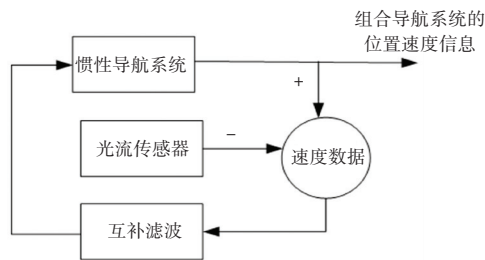 组合导航系统的
位置速度信息
惯性导航系统
+
光流传感器
−
速度数据
互补滤波